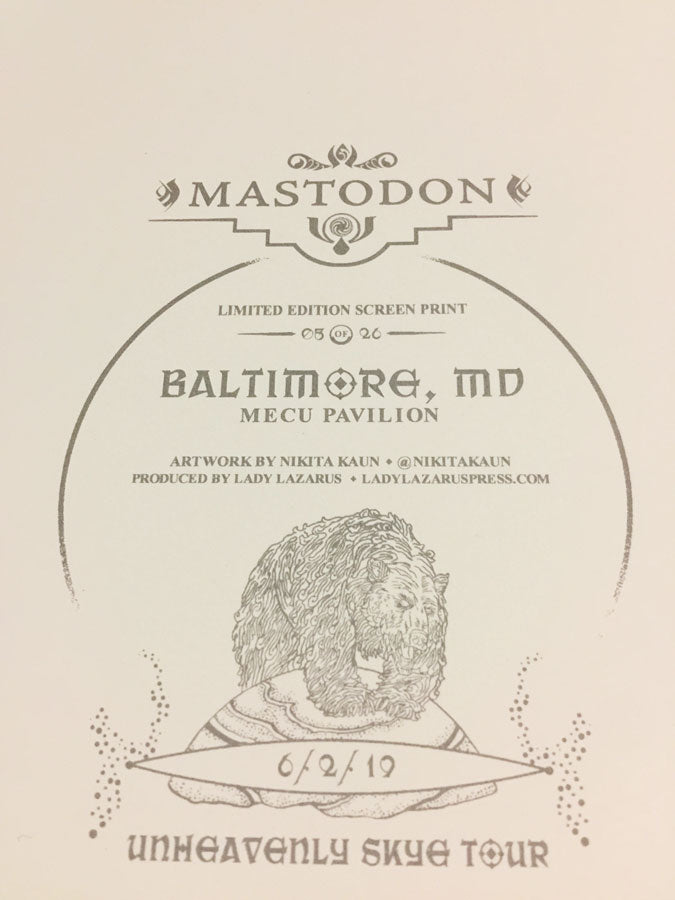 MASTODON
LIMITED EDITION SCREEN PRINT
05 OF 26
BALTIMORE, MD
MECU PAVILION
ARTWORK BY NIKITA KAUN • @NIKITAKAUN
PRODUCED BY LADY LAZARUS • LADYLAZARUSPRESS.COM
6/2/19
UNHEAVENLY SKYE TOUR